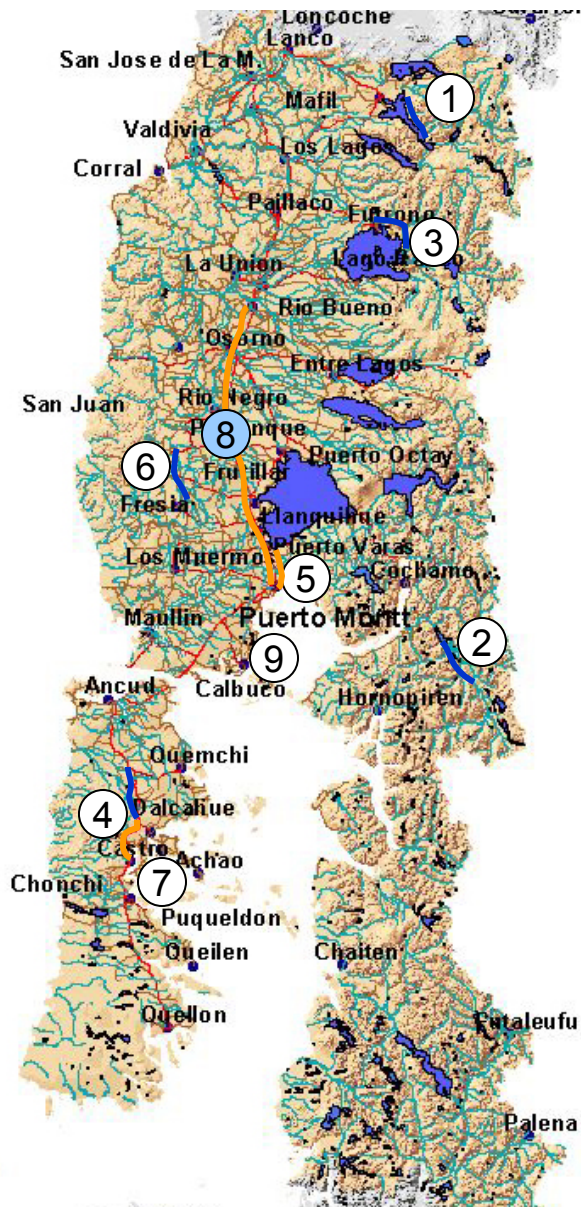 Loncoche
Lanco
San Jose de La M.
1
Mafil
Valdivia
Los Lagos
Corral
Paillaco
Futrono
3
La Union
Rio Bueno
Osorno
Entre Lagos
San Juan
Rio Negro
8
6
Puerto Octay
Frutillar
Fresia
Llanquihue
Puerto Varas
Los Muermo
5
Cochamo
Maullin
Puerto Montt
2
9
Ancud
Calbuco
Hornopiren
Quemchi
4
Dalcahue
Castro
Achao
7
Chonchi
Puqueldon
Queilen
Chaiten
Quellon
Futaleufu
Palena